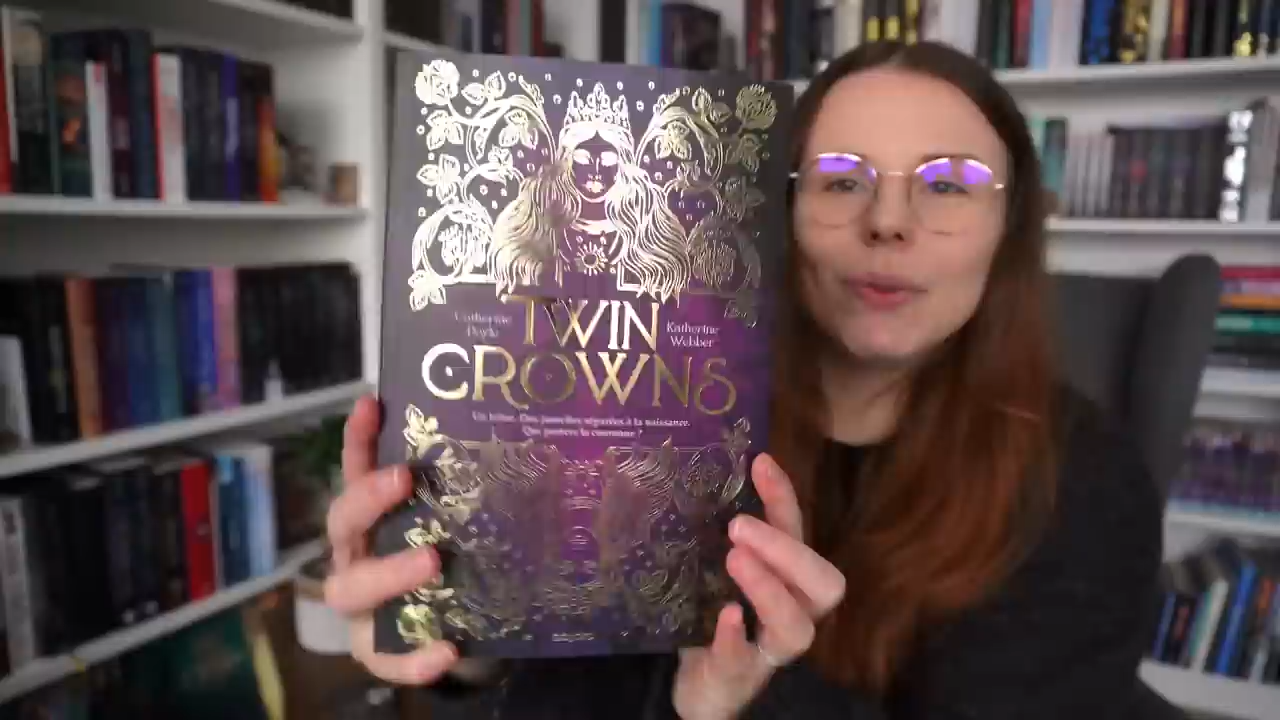 TWIN
Catherine
Doyle
Katherine
Webber
CROWNS
Un trône. Des jumelles séparées à la naissance.
Qui portera la couronne ?